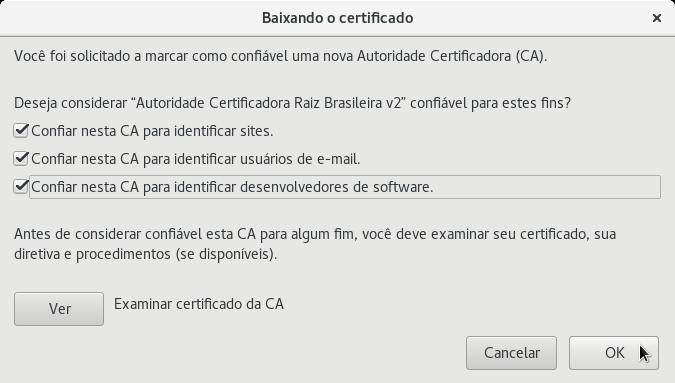 Baixando o certificado
Você foi solicitado a marcar como confiável uma nova Autoridade Certificadora (CA).
Deseja considerar “Autoridade Certificadora Raiz Brasileira v2” confiável para estes fins?
Confiar nesta CA para identificar sites.
Confiar nesta CA para identificar usuários de e-mail.
Confiar nesta CA para identificar desenvolvedores de software.
Antes de considerar confiável esta CA para algum fim, você deve examinar seu certificado, sua
diretiva e procedimentos (se disponíveis).
Ver Examinar certificado da CA
Cancelar OK